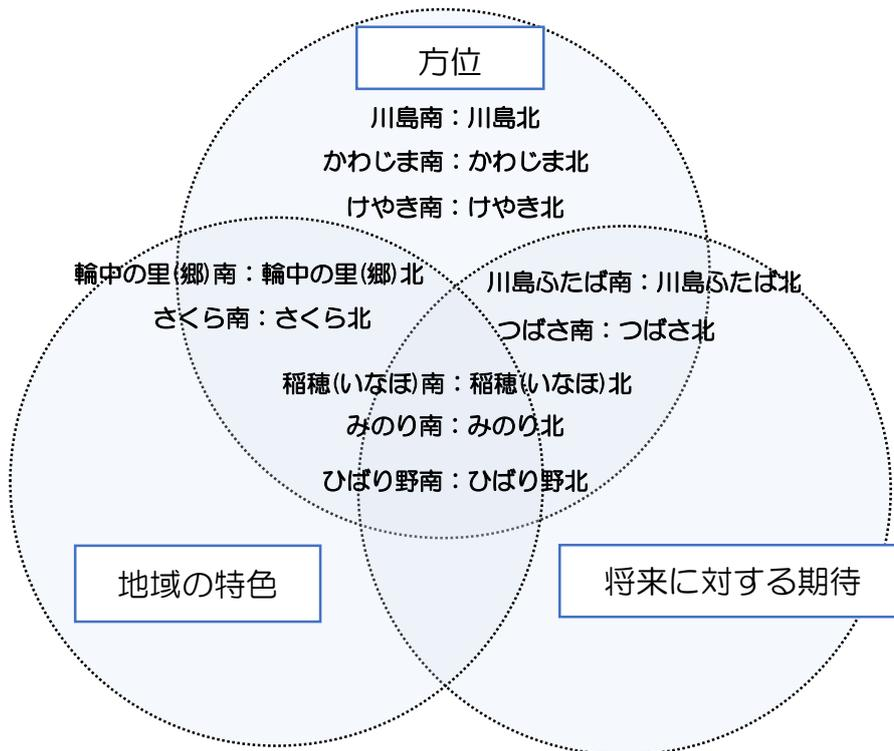 方位
川島南：川島北
かわじま南：かわじま北
けやき南：けやき北
輪中の里(郷)南：輪中の里(郷)北
川島ふたば南：川島ふたば北
さくら南：さくら北
つばさ南：つばさ北
稲穂(いなほ)南：稲穂(いなほ)北
みのり南：みのり北
ひばり野南：ひばり野北
地域の特色
将来に対する期待